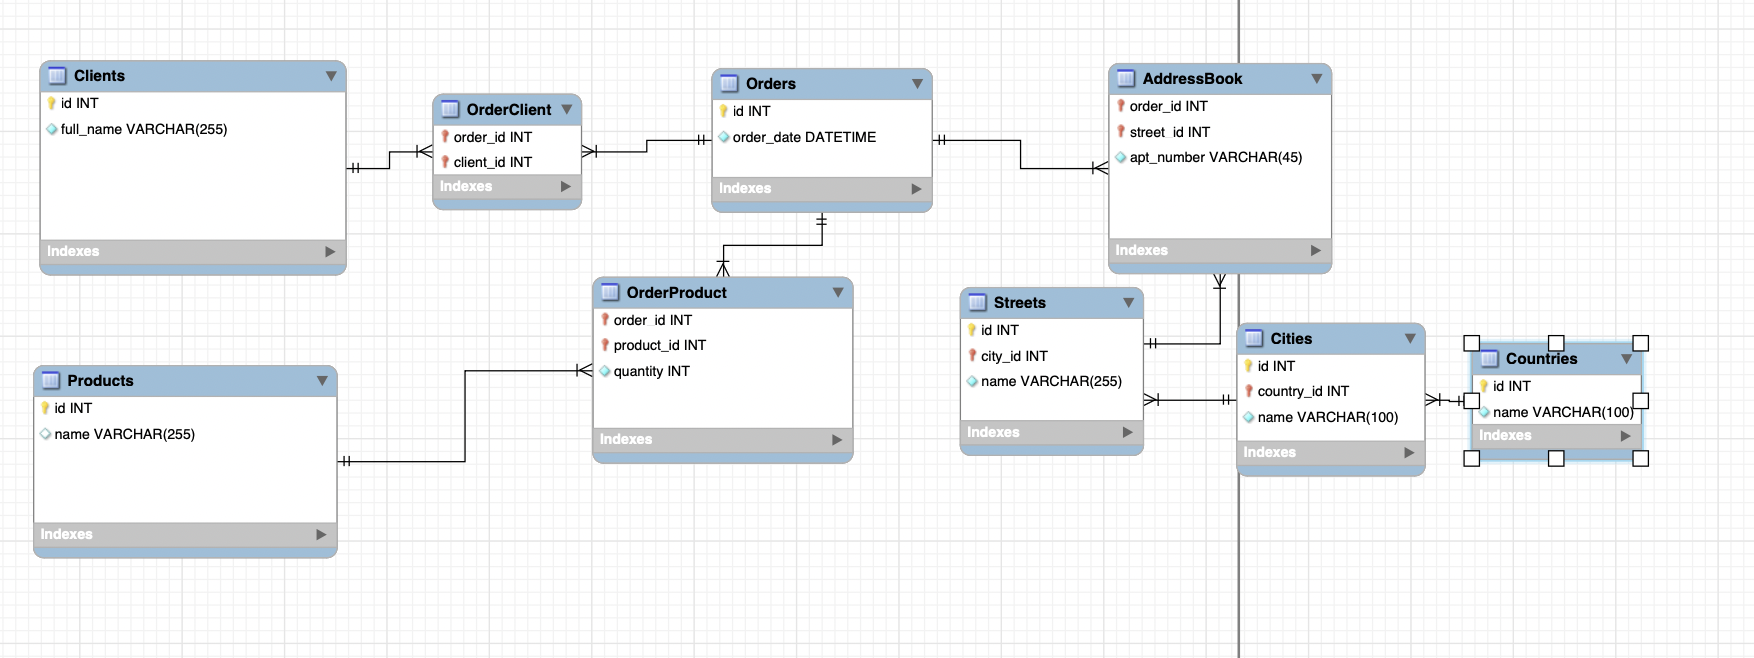 Clients
id INT
full_name VARCHAR(255)
Indexes
OrderClient
order_id INT
client_id INT
Indexes
Orders
id INT
order_date DATETIME
Indexes
AddressBook
order_id INT
street_id INT
apt_number VARCHAR(45)
Indexes
Products
id INT
name VARCHAR(255)
Indexes
OrderProduct
order_id INT
product_id INT
quantity INT
Indexes
Streets
id INT
city_id INT
name VARCHAR(255)
Indexes
Cities
id INT
country_id INT
name VARCHAR(100)
Indexes
Countries
id INT
name VARCHAR(100)
Indexes